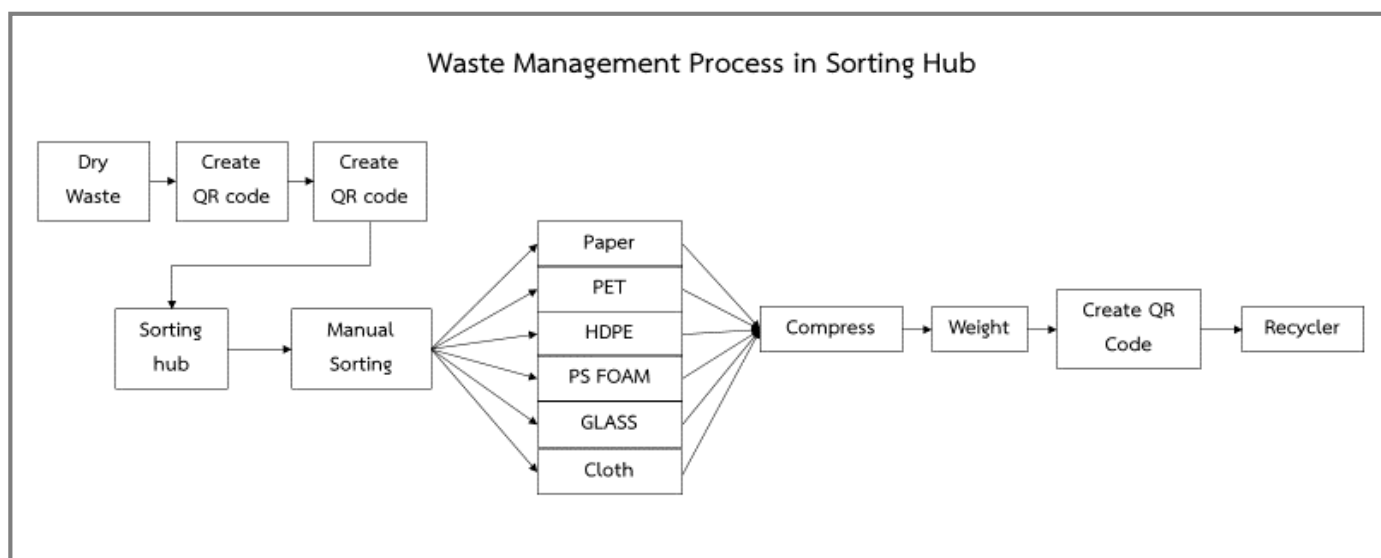 Waste Management Process in Sorting Hub
Dry
Waste
Create
QR code
Create
QR code
Sorting
hub
Manual
Sorting
Paper
PET
HDPE
PS FOAM
GLASS
Cloth
Compress
Weight
Create QR
Code
Recycler